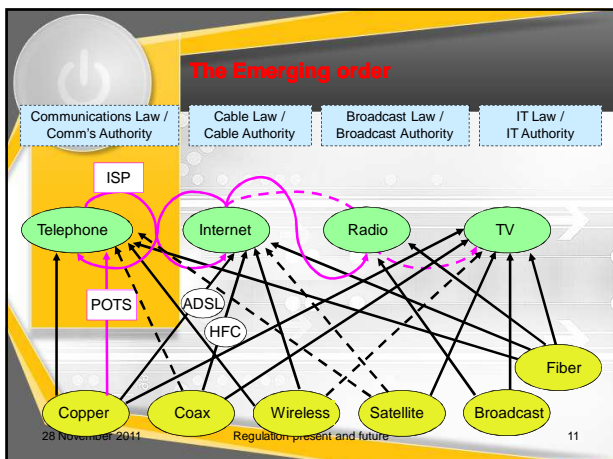 The Emerging order
Communications Law /
Comm's Authority
Cable Law /
Cable Authority
Broadcast Law /
Broadcast Authority
IT Law /
IT Authority
ISP
Telephone
Internet
Radio
TV
POTS
ADSL
HFC
Fiber
Copper
Coax
Wireless
Satellite
Broadcast
28 November 2011
Regulation present and future
11